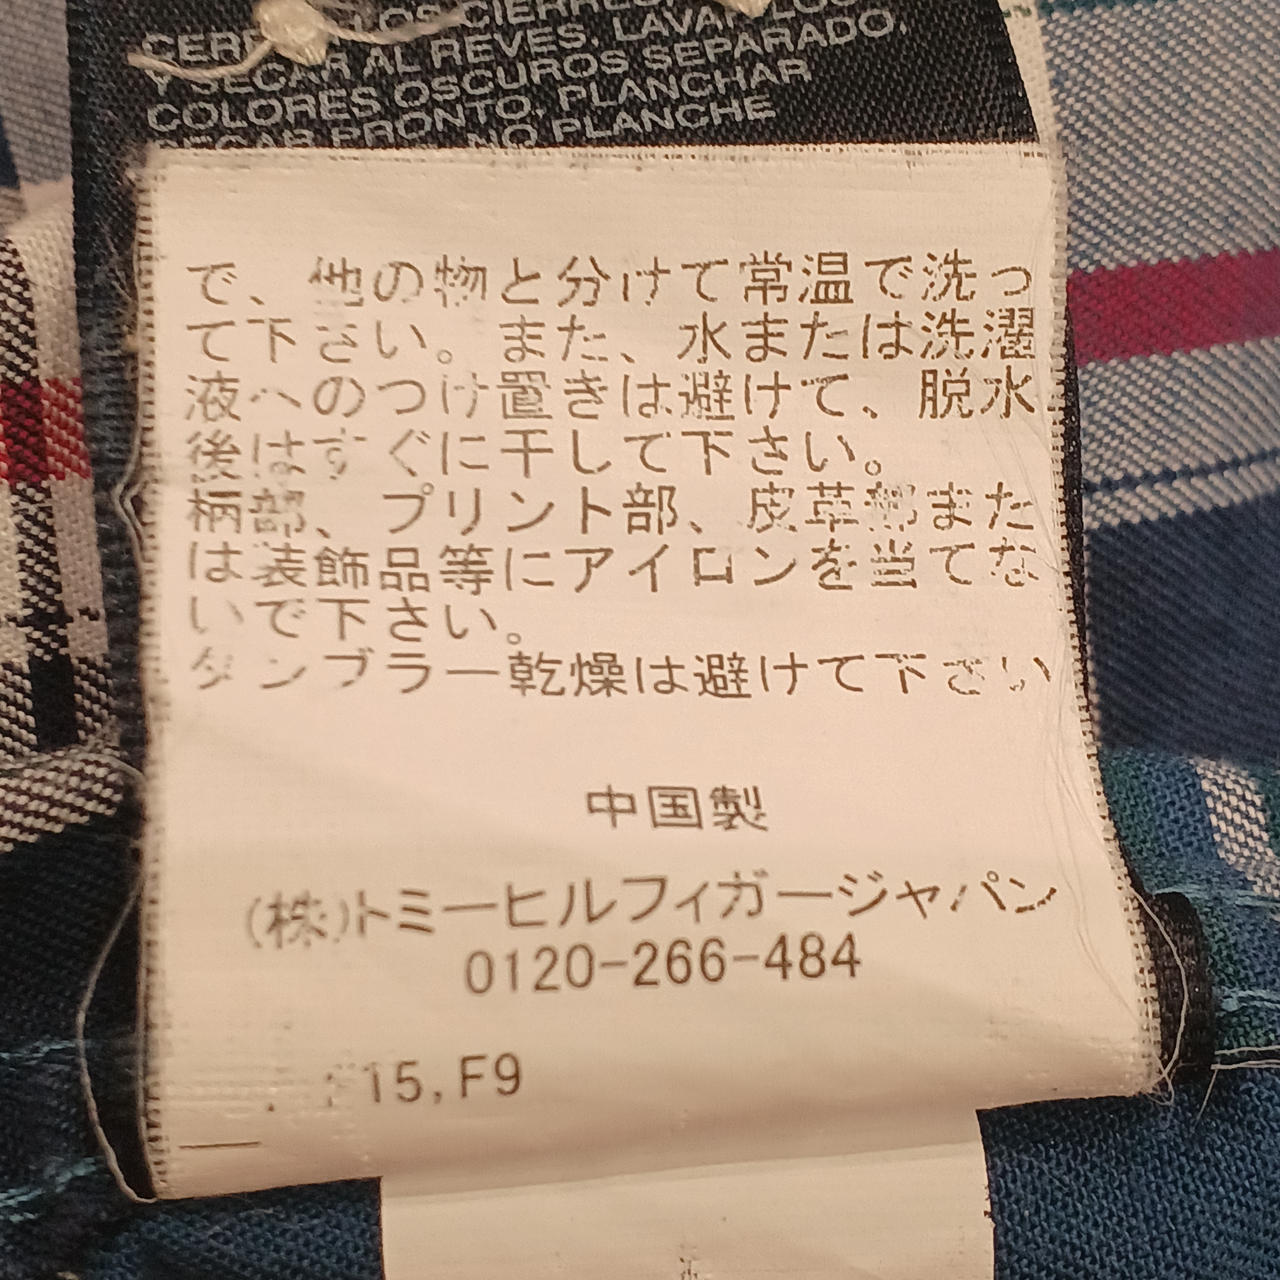 LOS CIERRES,
AL REVES, LAVAR
Y SECAR SEPARADO,
COLORES OSCUROS
PRONTO, PLANCHAR
NO PLANCHE
で、他の物と分けて常温で洗っ
て下さい。また、水または洗濯
液へのつけ置きは避けて、脱水
後はすぐに干して下さい。
柄部、プリント部、皮革部また
は装飾品等にアイロンを当てな
いで下さい。
タンブラー乾燥は避けて下さい
中国製
(株)トミーヒルフィガージャパン
0120-266-484
15,F9